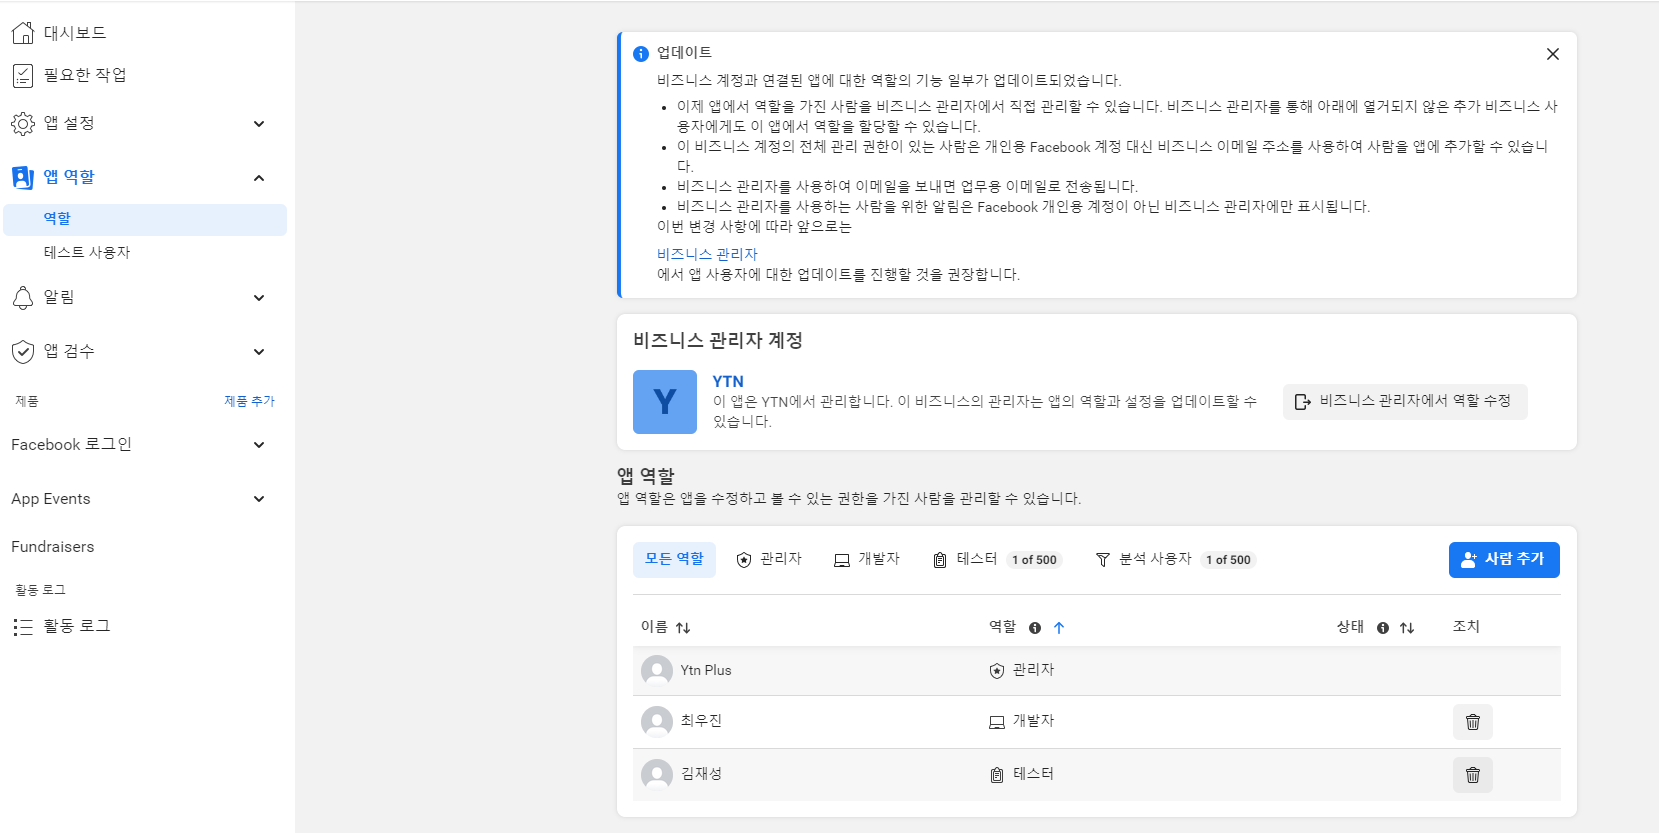 대시보드
필요한 작업
앱 설정
앱 역할
역할
테스트 사용자
알림
앱 검수
제품 제품 추가
Facebook 로그인
App Events
Fundraisers
활동 로그
활동 로그
업데이트
비즈니스 계정과 연결된 앱에 대한 역할의 기능 일부가 업데이트되었습니다.
• 이제 앱에서 역할을 가진 사람을 비즈니스 관리자에서 직접 관리할 수 있습니다. 비즈니스 관리자를 통해 아래에 열거되지 않은 추가 비즈니스 사
용자에게도 이 앱에서 역할을 할당할 수 있습니다.
• 이 비즈니스 계정의 전체 관리 권한이 있는 사람은 개인용 Facebook 계정 대신 비즈니스 이메일 주소를 사용하여 사람을 앱에 추가할 수 있습니
다.
• 비즈니스 관리자를 사용하여 이메일을 보내면 업무용 이메일로 전송됩니다.
• 비즈니스 관리자를 사용하는 사람을 위한 알림은 Facebook 개인용 계정이 아닌 비즈니스 관리자에만 표시됩니다.
이번 변경 사항에 따라 앞으로는
비즈니스 관리자
에서 앱 사용자에 대한 업데이트를 진행할 것을 권장합니다.
비즈니스 관리자 계정
Y
YTN
이 앱은 YTN에서 관리합니다. 이 비즈니스의 관리자는 앱의 역할과 설정을 업데이트할 수
있습니다.
비즈니스 관리자에서 역할 수정
앱 역할
앱 역할은 앱을 수정하고 볼 수 있는 권한을 가진 사람을 관리할 수 있습니다.
모든 역할 관리자 개발자 테스터 1 of 500 분석 사용자 1 of 500 사람 추가
이름 역할 상태 조치
Ytn Plus 관리자
최우진 개발자
김재성 테스터